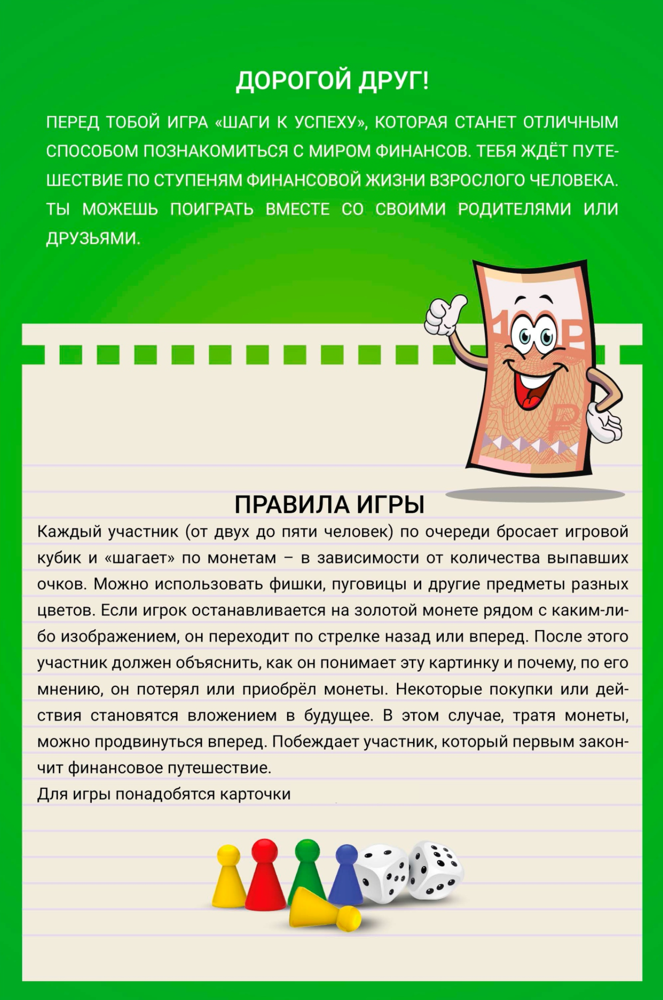 ДОРОГОЙ ДРУГ!
ПЕРЕД ТОБОЙ ИГРА «ШАГИ К УСПЕХУ», КОТОРАЯ СТАНЕТ ОТЛИЧНЫМ
СПОСОБОМ ПОЗНАКОМИТЬСЯ С МИРОМ ФИНАНСОВ. ТЕБЯ ЖДЁТ ПУТЕ-
ШЕСТВИЕ ПО СТУПЕНЯМ ФИНАНСОВОЙ ЖИЗНИ ВЗРОСЛОГО ЧЕЛОВЕКА.
ТЫ МОЖЕШЬ ПОИГРАТЬ ВМЕСТЕ СО СВОИМИ РОДИТЕЛЯМИ ИЛИ
ДРУЗЬЯМИ.
ПРАВИЛА ИГРЫ
Каждый участник (от двух до пяти человек) по очереди бросает игровой
кубик и «шагает» по монетам – в зависимости от количества выпавших
очков. Можно использовать фишки, пуговицы и другие предметы разных
цветов. Если игрок останавливается на золотой монете рядом с каким-ли-
бо изображением, он переходит по стрелке назад или вперед. После этого
участник должен объяснить, как он понимает эту картинку и почему, по его
мнению, он потерял или приобрёл монеты. Некоторые покупки или дей-
ствия становятся вложением в будущее. В этом случае, тратя монеты,
можно продвинуться вперед. Побеждает участник, который первым закон-
чит финансовое путешествие.
Для игры понадобятся карточки